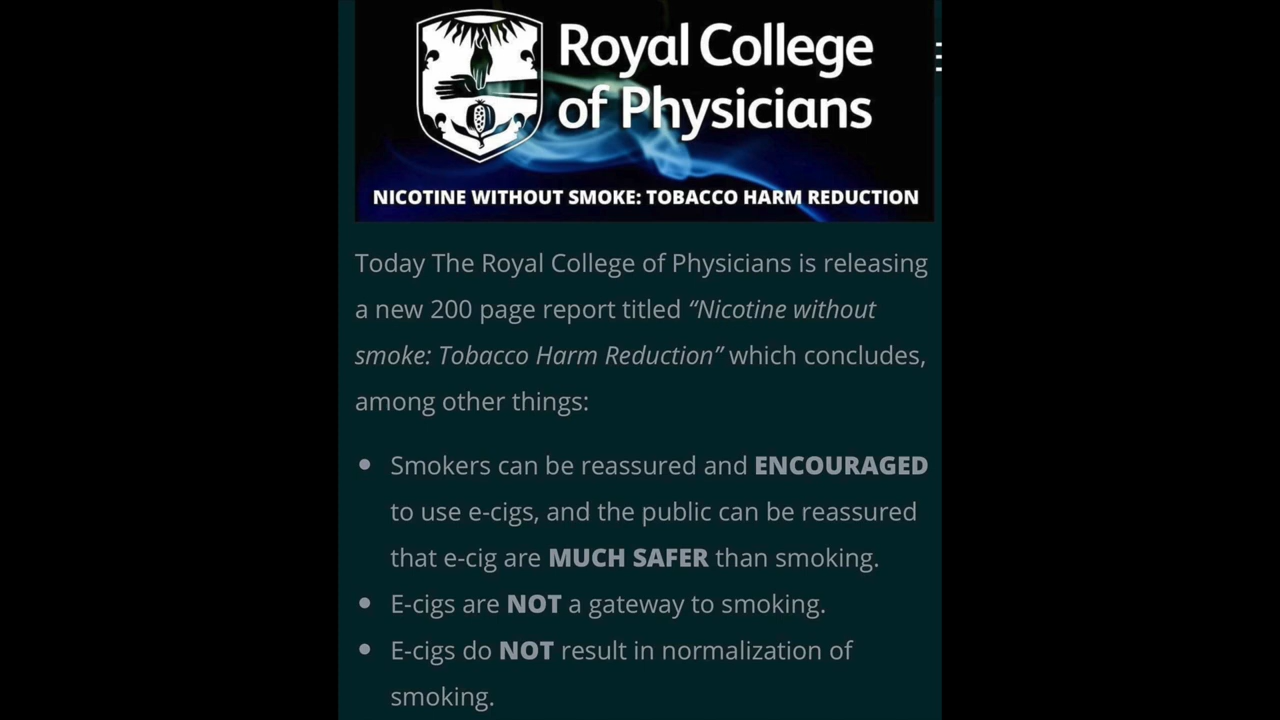 Royal College
of Physicians
NICOTINE WITHOUT SMOKE: TOBACCO HARM REDUCTION
Today The Royal College of Physicians is releasing
a new 200 page report titled “Nicotine without
smoke: Tobacco Harm Reduction” which concludes,
among other things:
• Smokers can be reassured and ENCOURAGED
to use e-cigs, and the public can be reassured
that e-cig are MUCH SAFER than smoking.
• E-cigs are NOT a gateway to smoking.
• E-cigs do NOT result in normalization of
smoking.